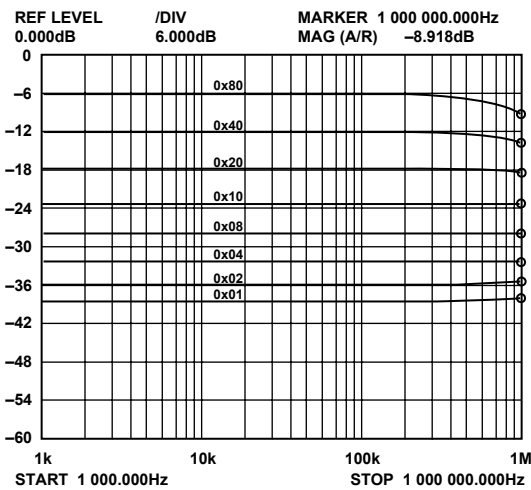 REF LEVEL /DIV MARKER 1 000 000.000Hz
0.000dB 6.000dB MAG (A/R) –8.918dB
0
–6
–12
–18
–24
–30
–36
–42
–48
–54
–60
0x80
0x40
0x20
0x10
0x08
0x04
0x02
0x01
1k 10k 100k 1M
START 1 000.000Hz STOP 1 000 000.000Hz